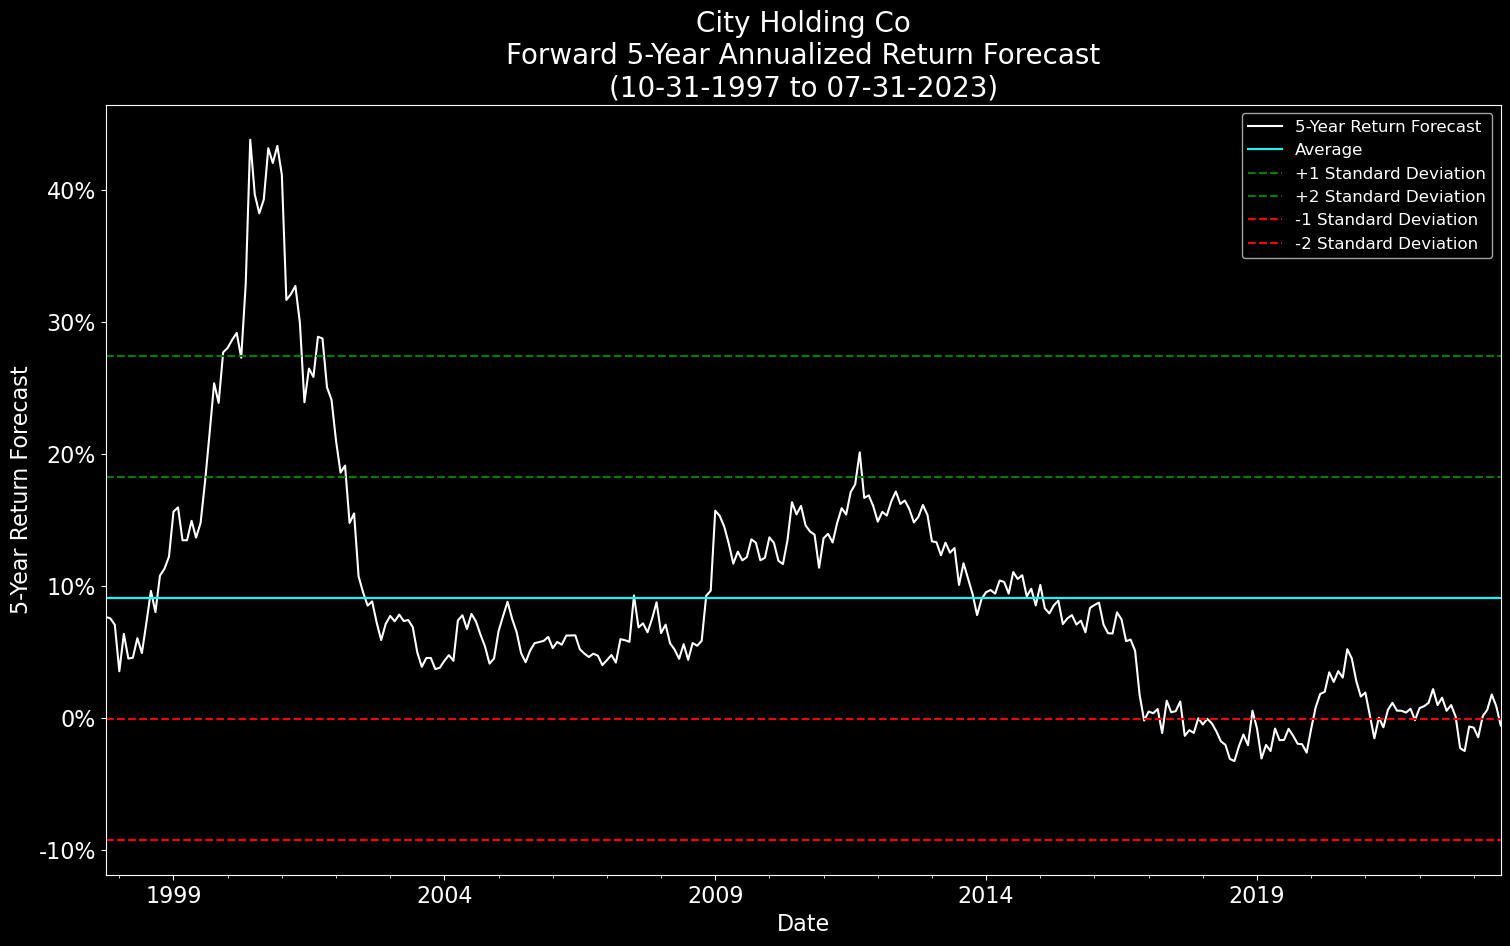 City Holding Co
Forward 5-Year Annualized Return Forecast
(10-31-1997 to 07-31-2023)
5-Year Return Forecast
Average
+1 Standard Deviation
+2 Standard Deviation
-1 Standard Deviation
-2 Standard Deviation
40%
30%
20%
10%
0%
-10%
5-Year Return Forecast
1999 2004 2009 2014 2019
Date